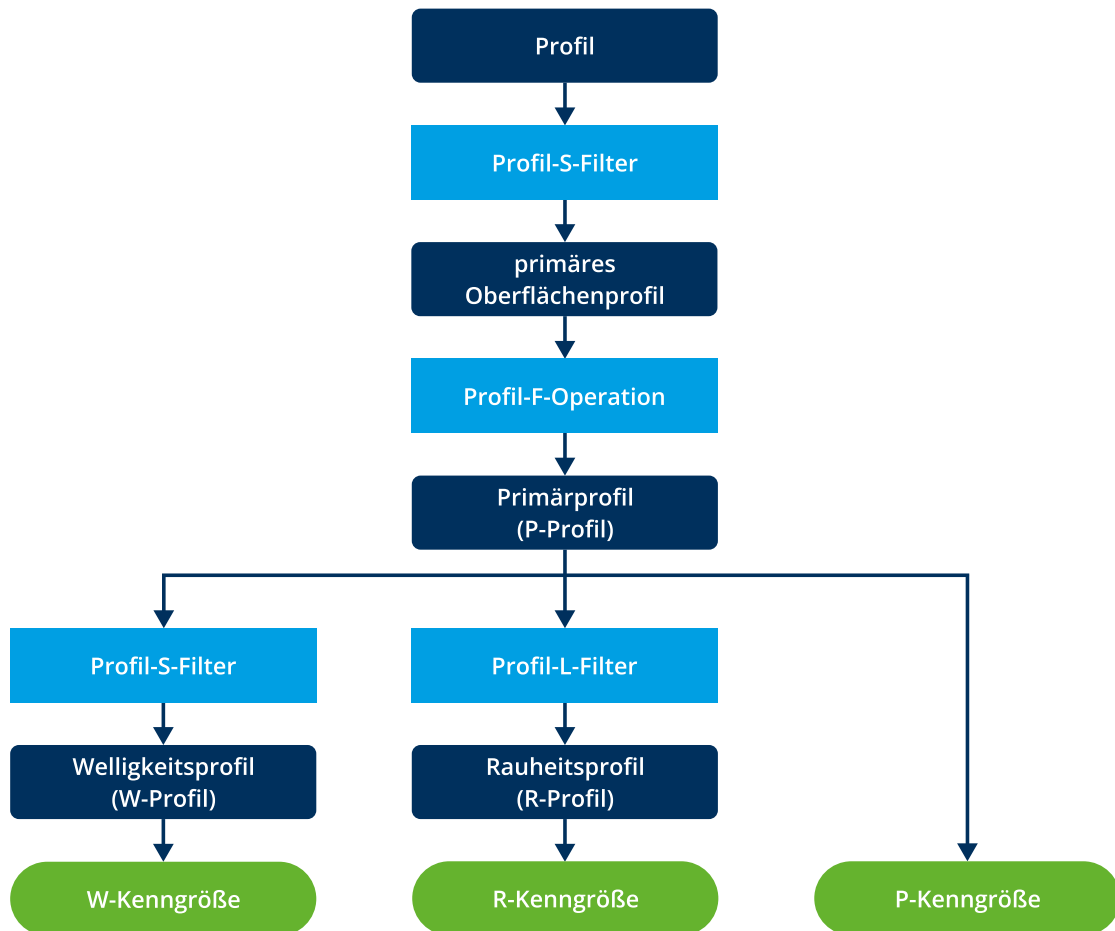 Profil
Profil-S-Filter
primäres
Oberflächenprofil
Profil-F-Operation
Primärprofil
(P-Profil)
Profil-S-Filter
Profil-L-Filter
Welligkeitsprofil
(W-Profil)
Rauheitsprofil
(R-Profil)
W-Kenngröße
R-Kenngröße
P-Kenngröße